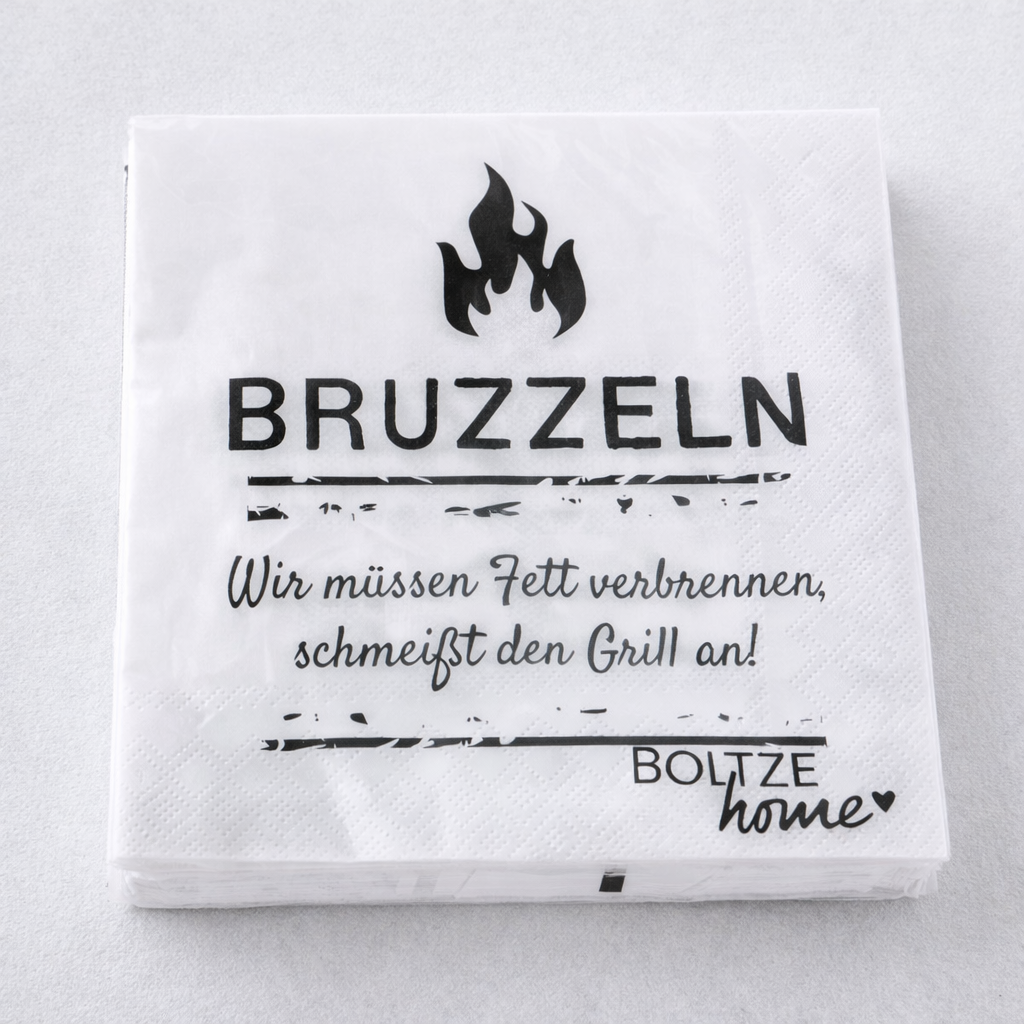 BRUZZELN
Wir müssen Fett verbrennen,
schmeißt den Grill an!
BOLTZE
home